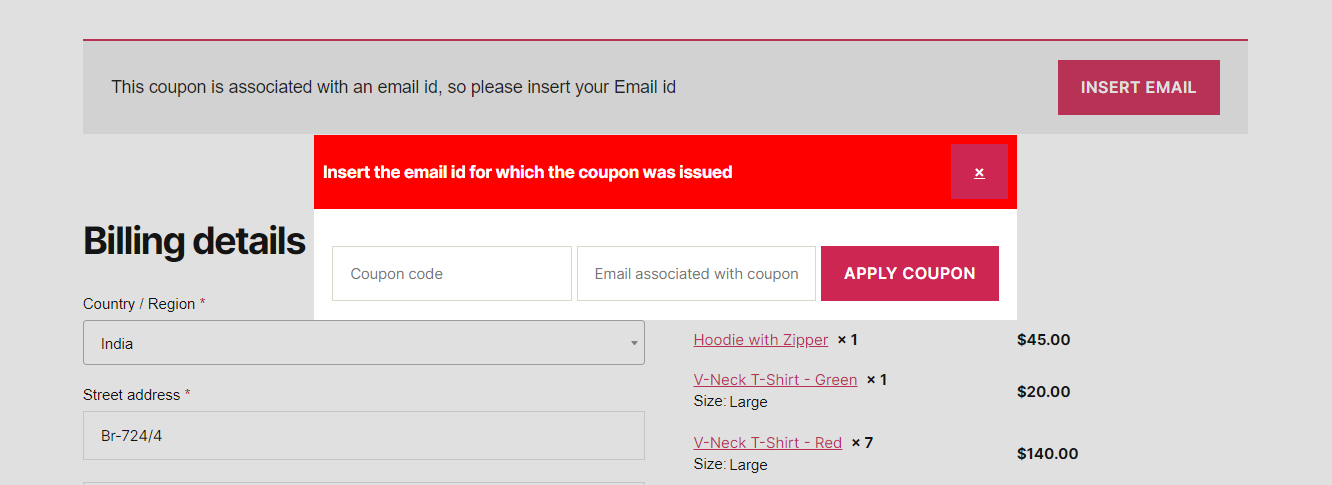 This coupon is associated with an email id, so please insert your Email id
INSERT EMAIL
Insert the email id for which the coupon was issued
×
Coupon code
Email associated with coupon
APPLY COUPON
Billing details
Country / Region *
India
Street address *
Br-724/4
Hoodie with Zipper × 1 $45.00
V-Neck T-Shirt - Green × 1 $20.00
Size: Large
V-Neck T-Shirt - Red × 7 $140.00
Size: Large